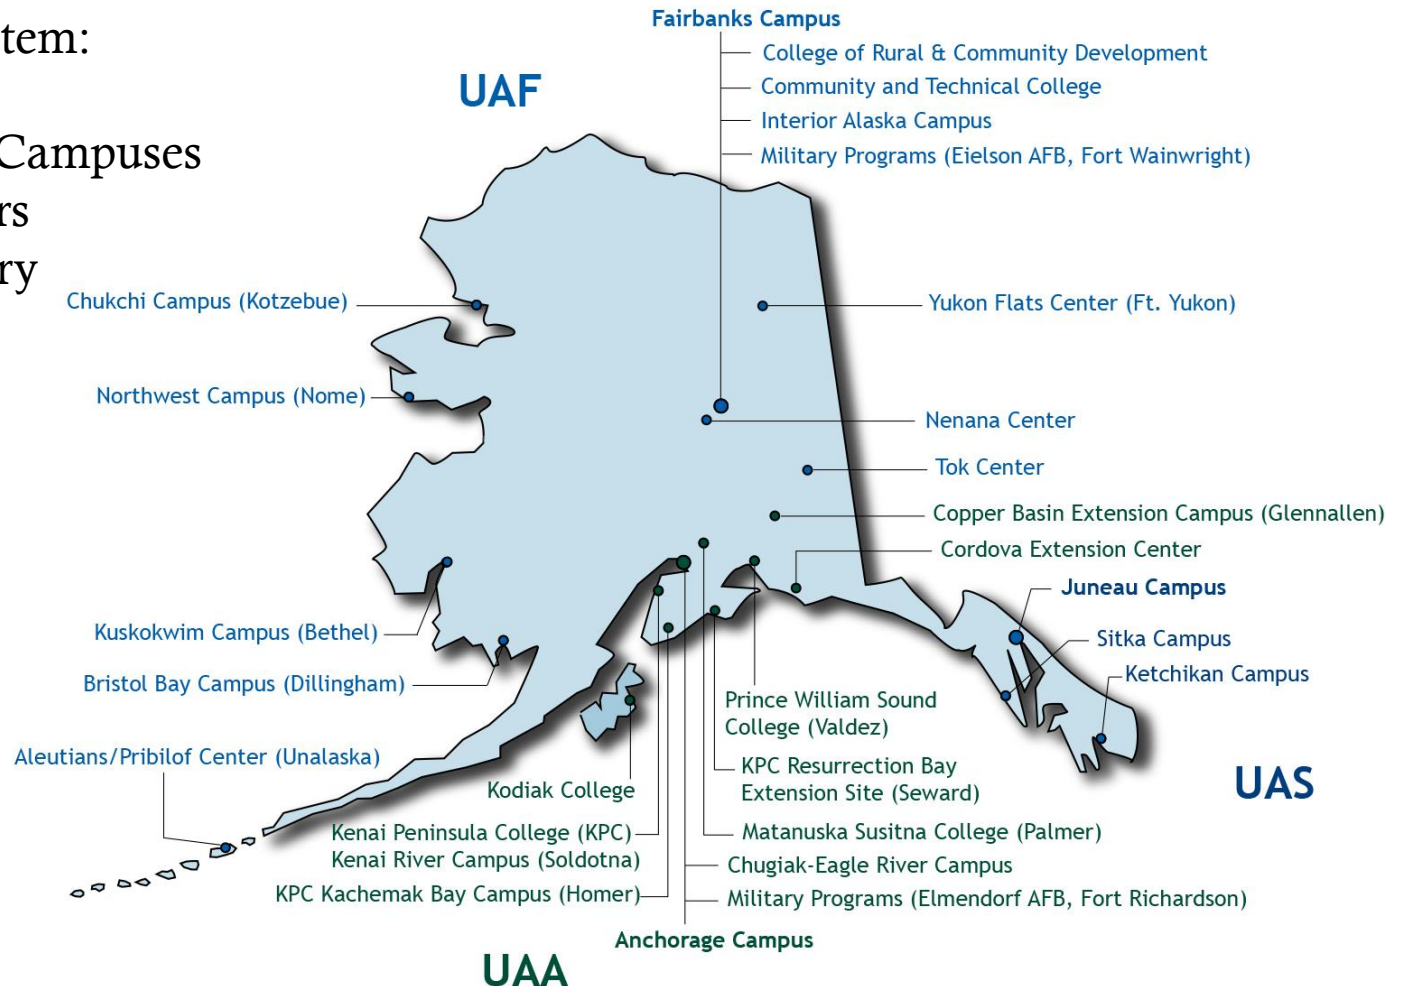 Fairbanks Campus
College of Rural & Community Development
Community and Technical College
Interior Alaska Campus
Military Programs (Eielson AFB, Fort Wainwright)
UAF
tem:
Campuses
rs
ry
Chukchi Campus (Kotzebue)
Yukon Flats Center (Ft. Yukon)
Northwest Campus (Nome)
Nenana Center
Tok Center
Copper Basin Extension Campus (Glennallen)
Cordova Extension Center
Juneau Campus
Sitka Campus
Ketchikan Campus
Kuskokwim Campus (Bethel)
Bristol Bay Campus (Dillingham)
Aleutians/Pribilof Center (Unalaska)
Prince William Sound
College (Valdez)
KPC Resurrection Bay
Extension Site (Seward)
UAS
Kodiak College
Kenai Peninsula College (KPC)
Kenai River Campus (Soldotna)
KPC Kachemak Bay Campus (Homer)
Matanuska Susitna College (Palmer)
Chugiak-Eagle River Campus
Military Programs (Elmendorf AFB, Fort Richardson)
Anchorage Campus
UAA